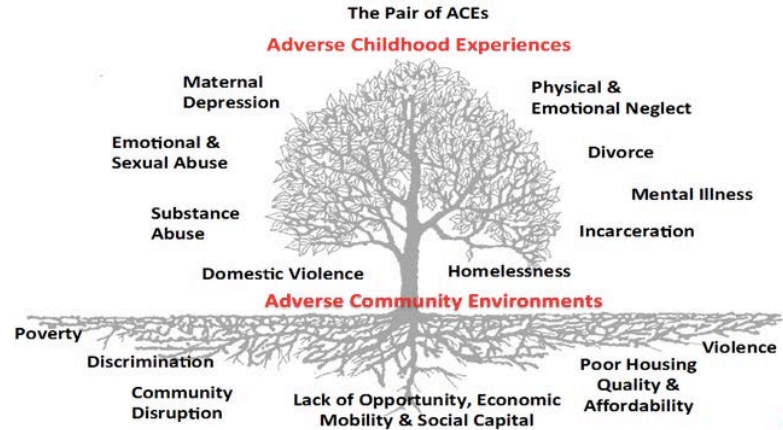 The Pair of ACEs
Adverse Childhood Experiences
Maternal
Depression
Physical &
Emotional Neglect
Emotional &
Sexual Abuse
Divorce
Mental Illness
Substance
Abuse
Incarceration
Domestic Violence
Homelessness
Adverse Community Environments
Poverty
Violence
Discrimination
Poor Housing
Quality &
Affordability
Community
Disruption
Lack of Opportunity, Economic
Mobility & Social Capital